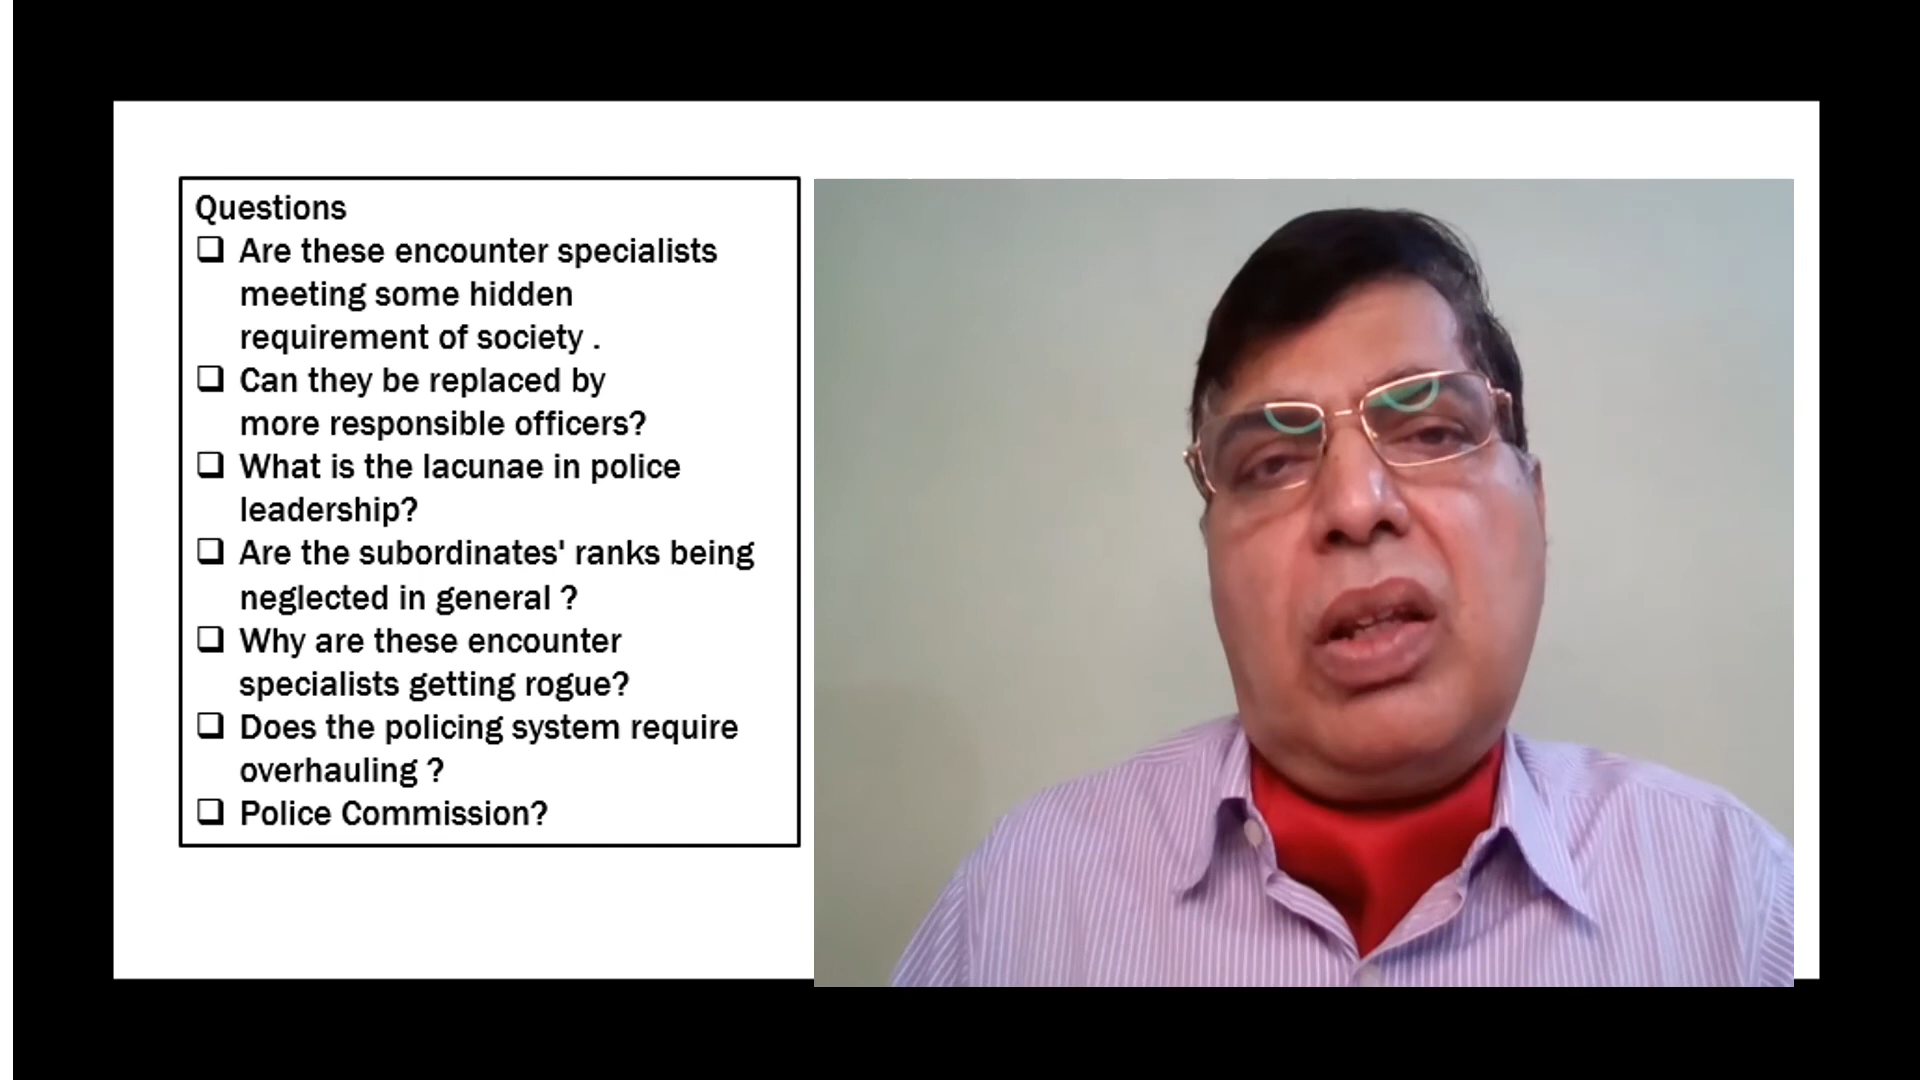 Questions
❑ Are these encounter specialists
meeting some hidden
requirement of society .
❑ Can they be replaced by
more responsible officers?
❑ What is the lacunae in police
leadership?
❑ Are the subordinates' ranks being
neglected in general ?
❑ Why are these encounter
specialists getting rogue?
❑ Does the policing system require
overhauling ?
❑ Police Commission?